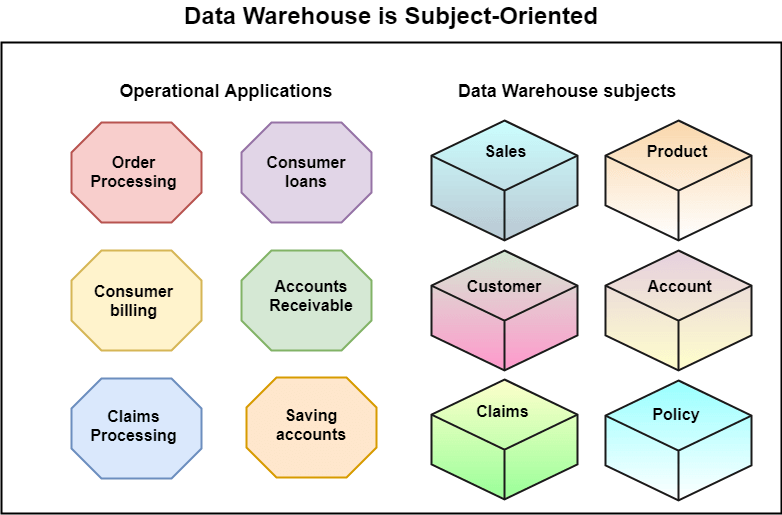 Data Warehouse is Subject-Oriented
Operational Applications
Data Warehouse subjects
Order
Processing
Consumer
loans
Sales
Product
Consumer
billing
Accounts
Receivable
Customer
Account
Claims
Processing
Saving
accounts
Claims
Policy